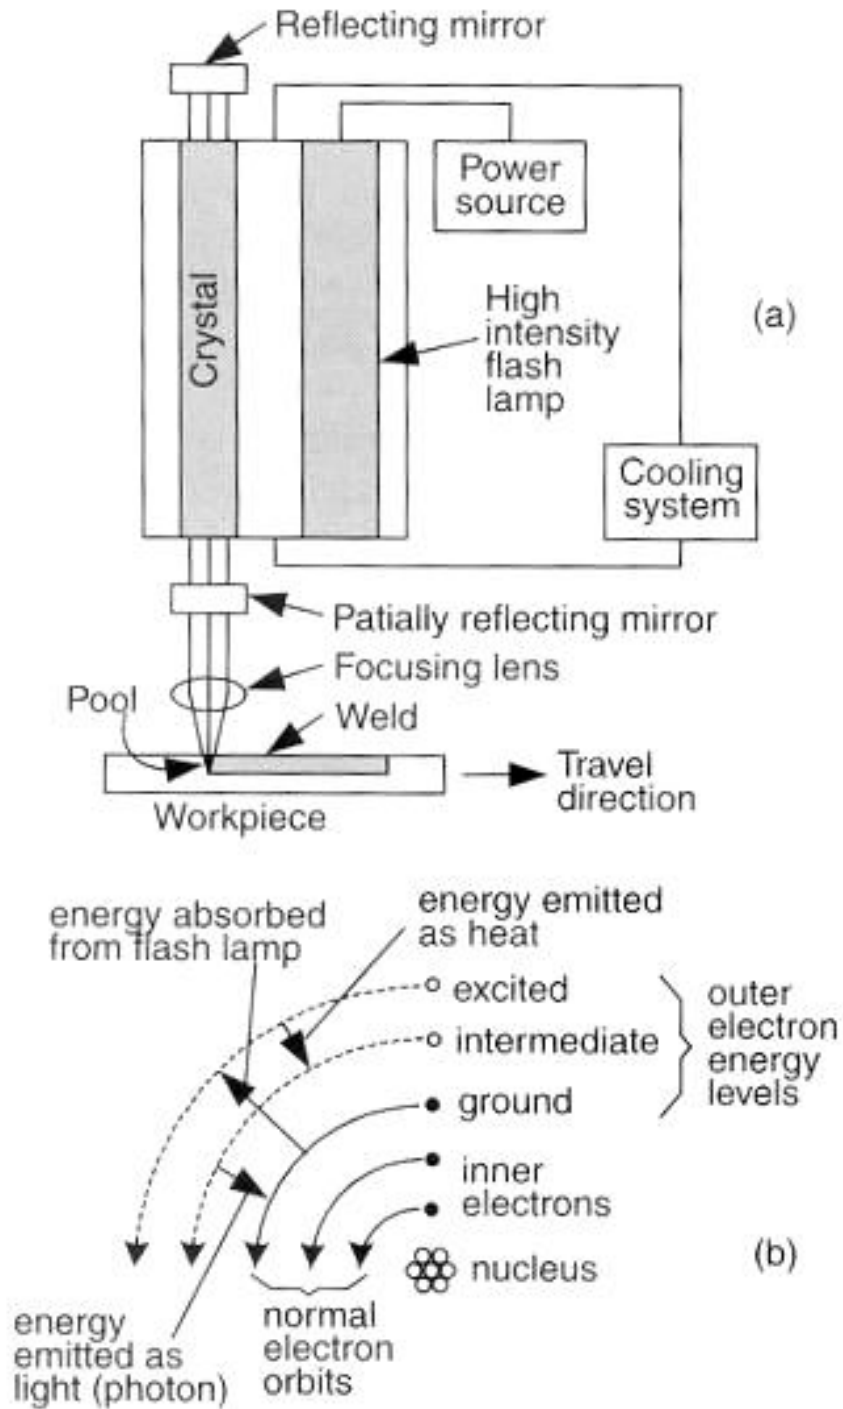 Reflecting mirror
Power
source
Crystal
High
intensity
flash
lamp
(a)
Cooling
system
Patially reflecting mirror
Focusing lens
Pool
Weld
Travel
direction
Workpiece
energy absorbed
from flash lamp
energy emitted
as heat
excited
intermediate
ground
outer
electron
energy
levels
inner
electrons
(b)
nucleus
energy
emitted as
light (photon)
normal
electron
orbits